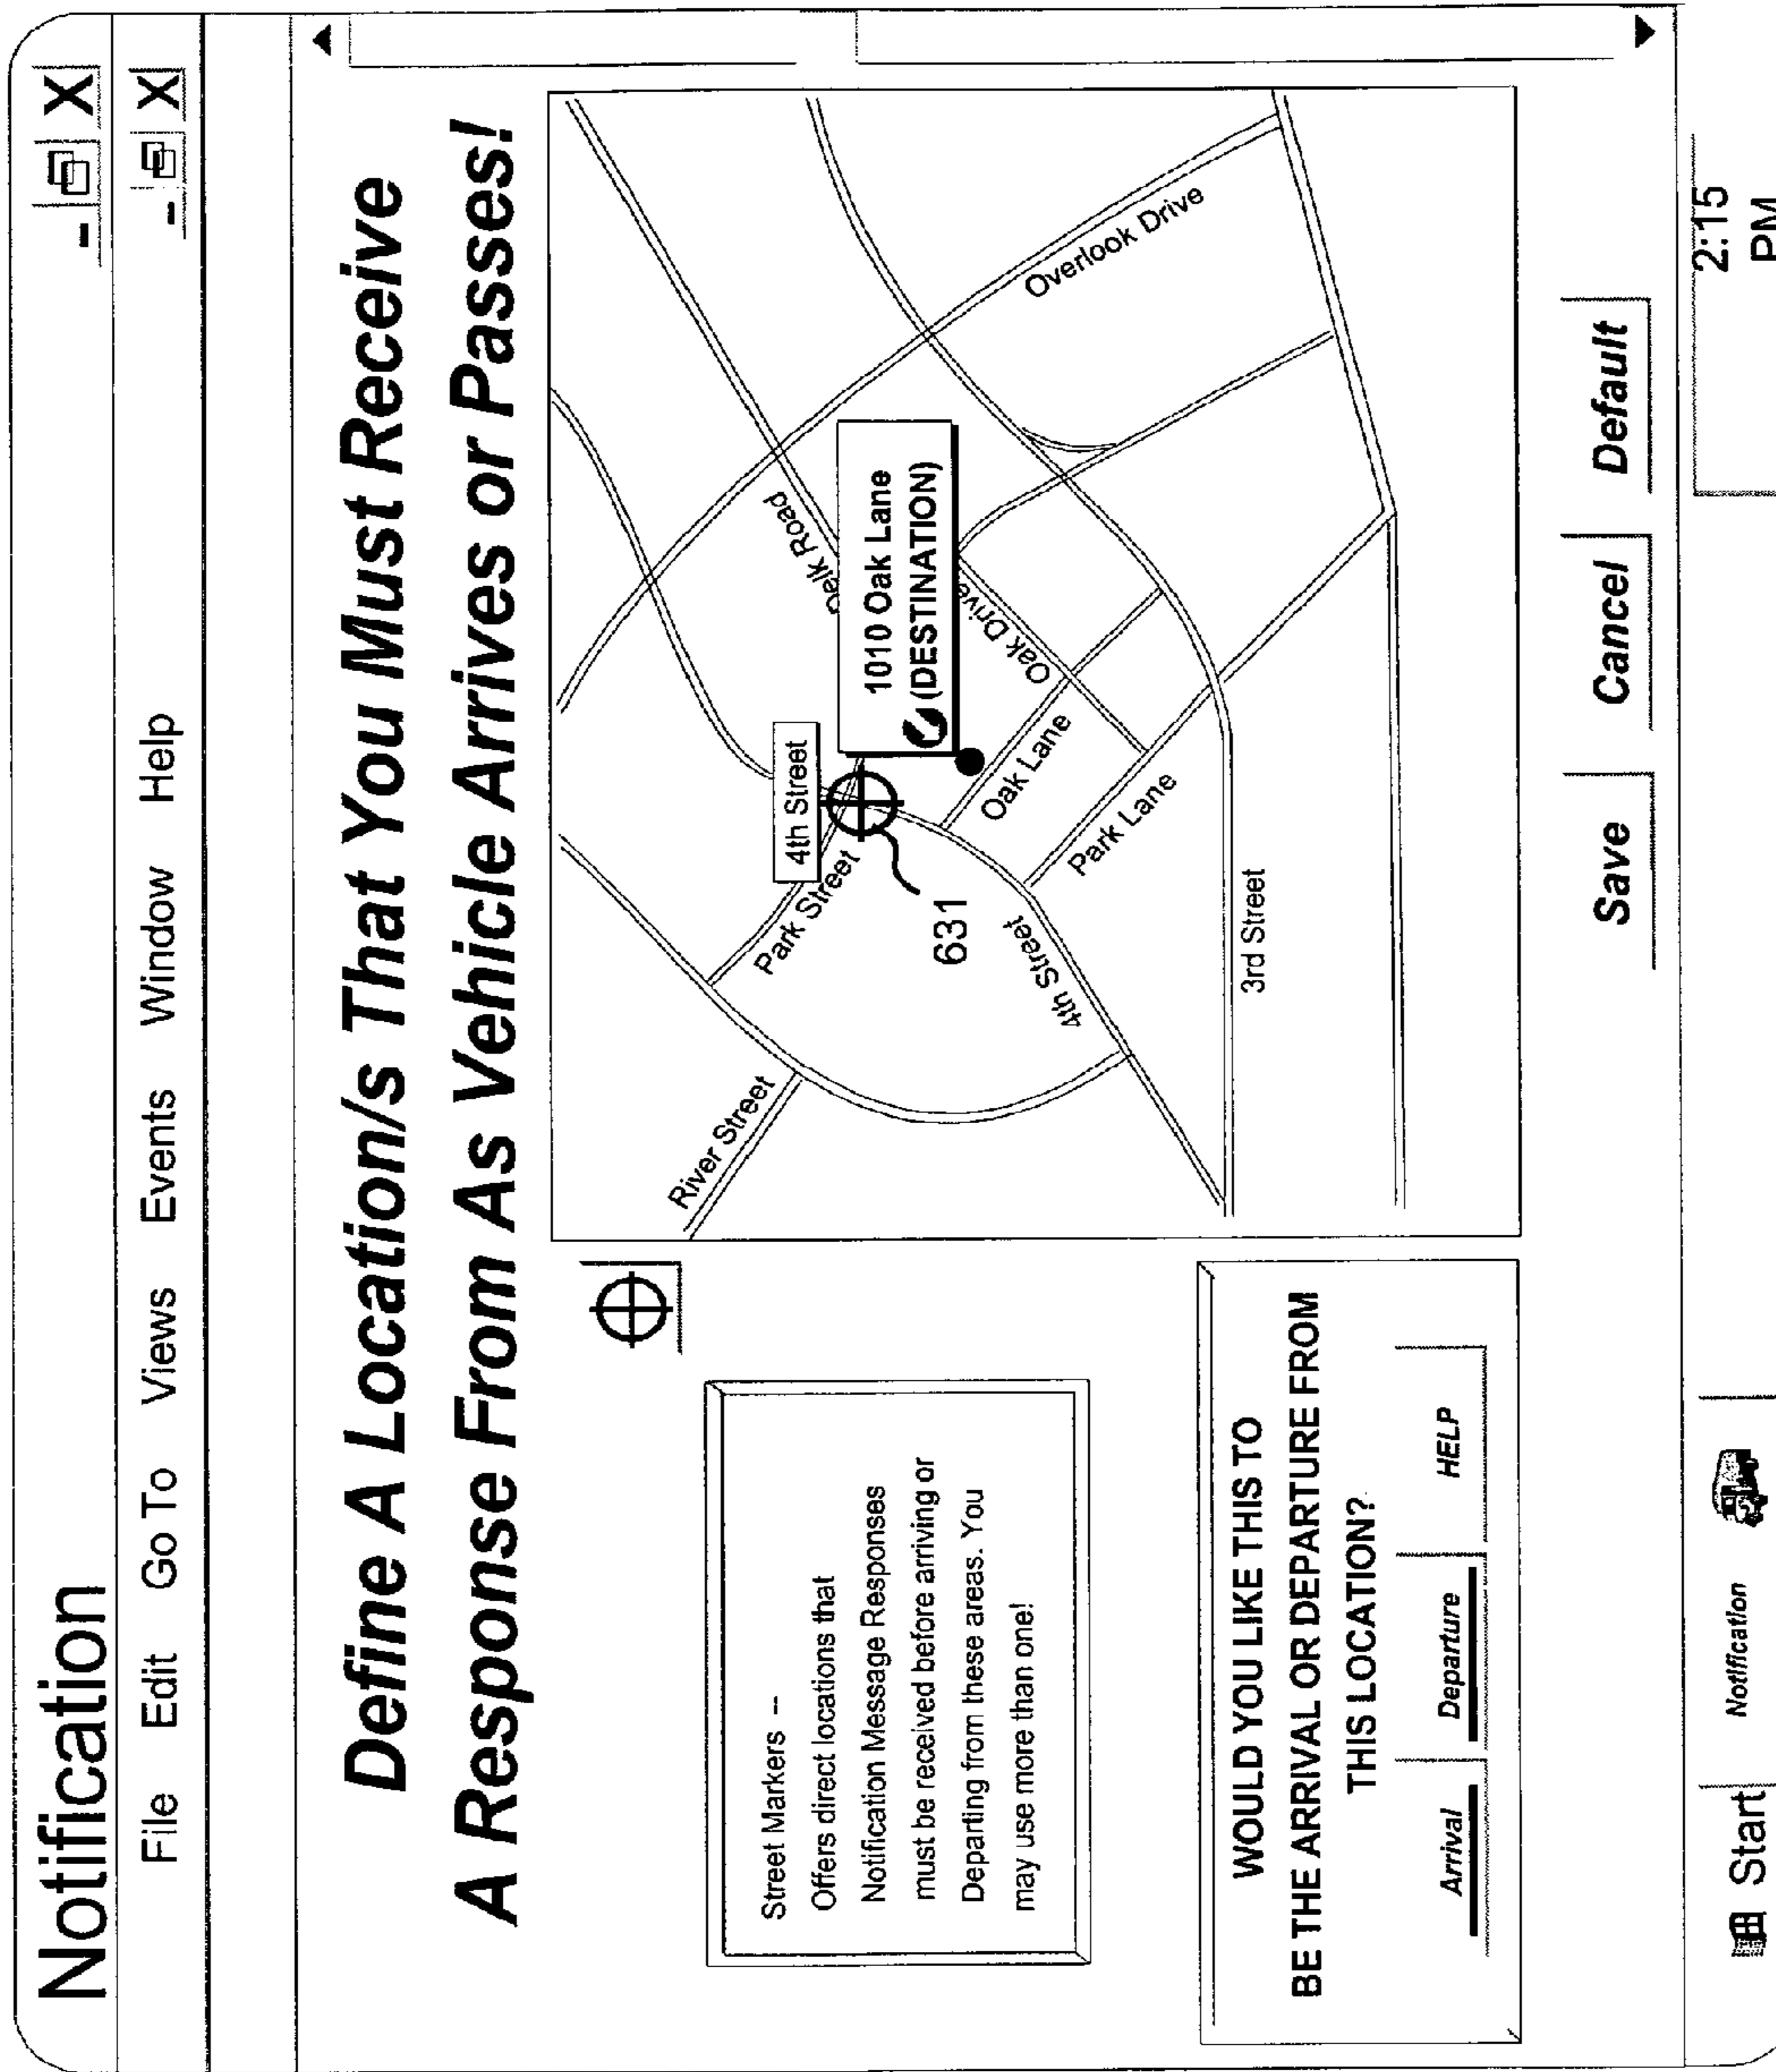 Notification
_ X
File Edit Go To Views Events Window Help
_ X
Define A Location/s That You Must Receive
A Response From As Vehicle Arrives or Passes!
Street Markers --
Offers direct locations that
Notification Message Responses
must be received before arriving or
Departing from these areas. You
may use more than one!
WOULD YOU LIKE THIS TO
BE THE ARRIVAL OR DEPARTURE FROM
THIS LOCATION?
Arrival Departure HELP
River Street
Park Street
4th Street
Road
1010 Oak Lane
(DESTINATION)
631
Oak Drive
Oak Lane
Overlook Drive
4th Street
Park Lane
3rd Street
Save Cancel Default
Start Notification 2:15
PM